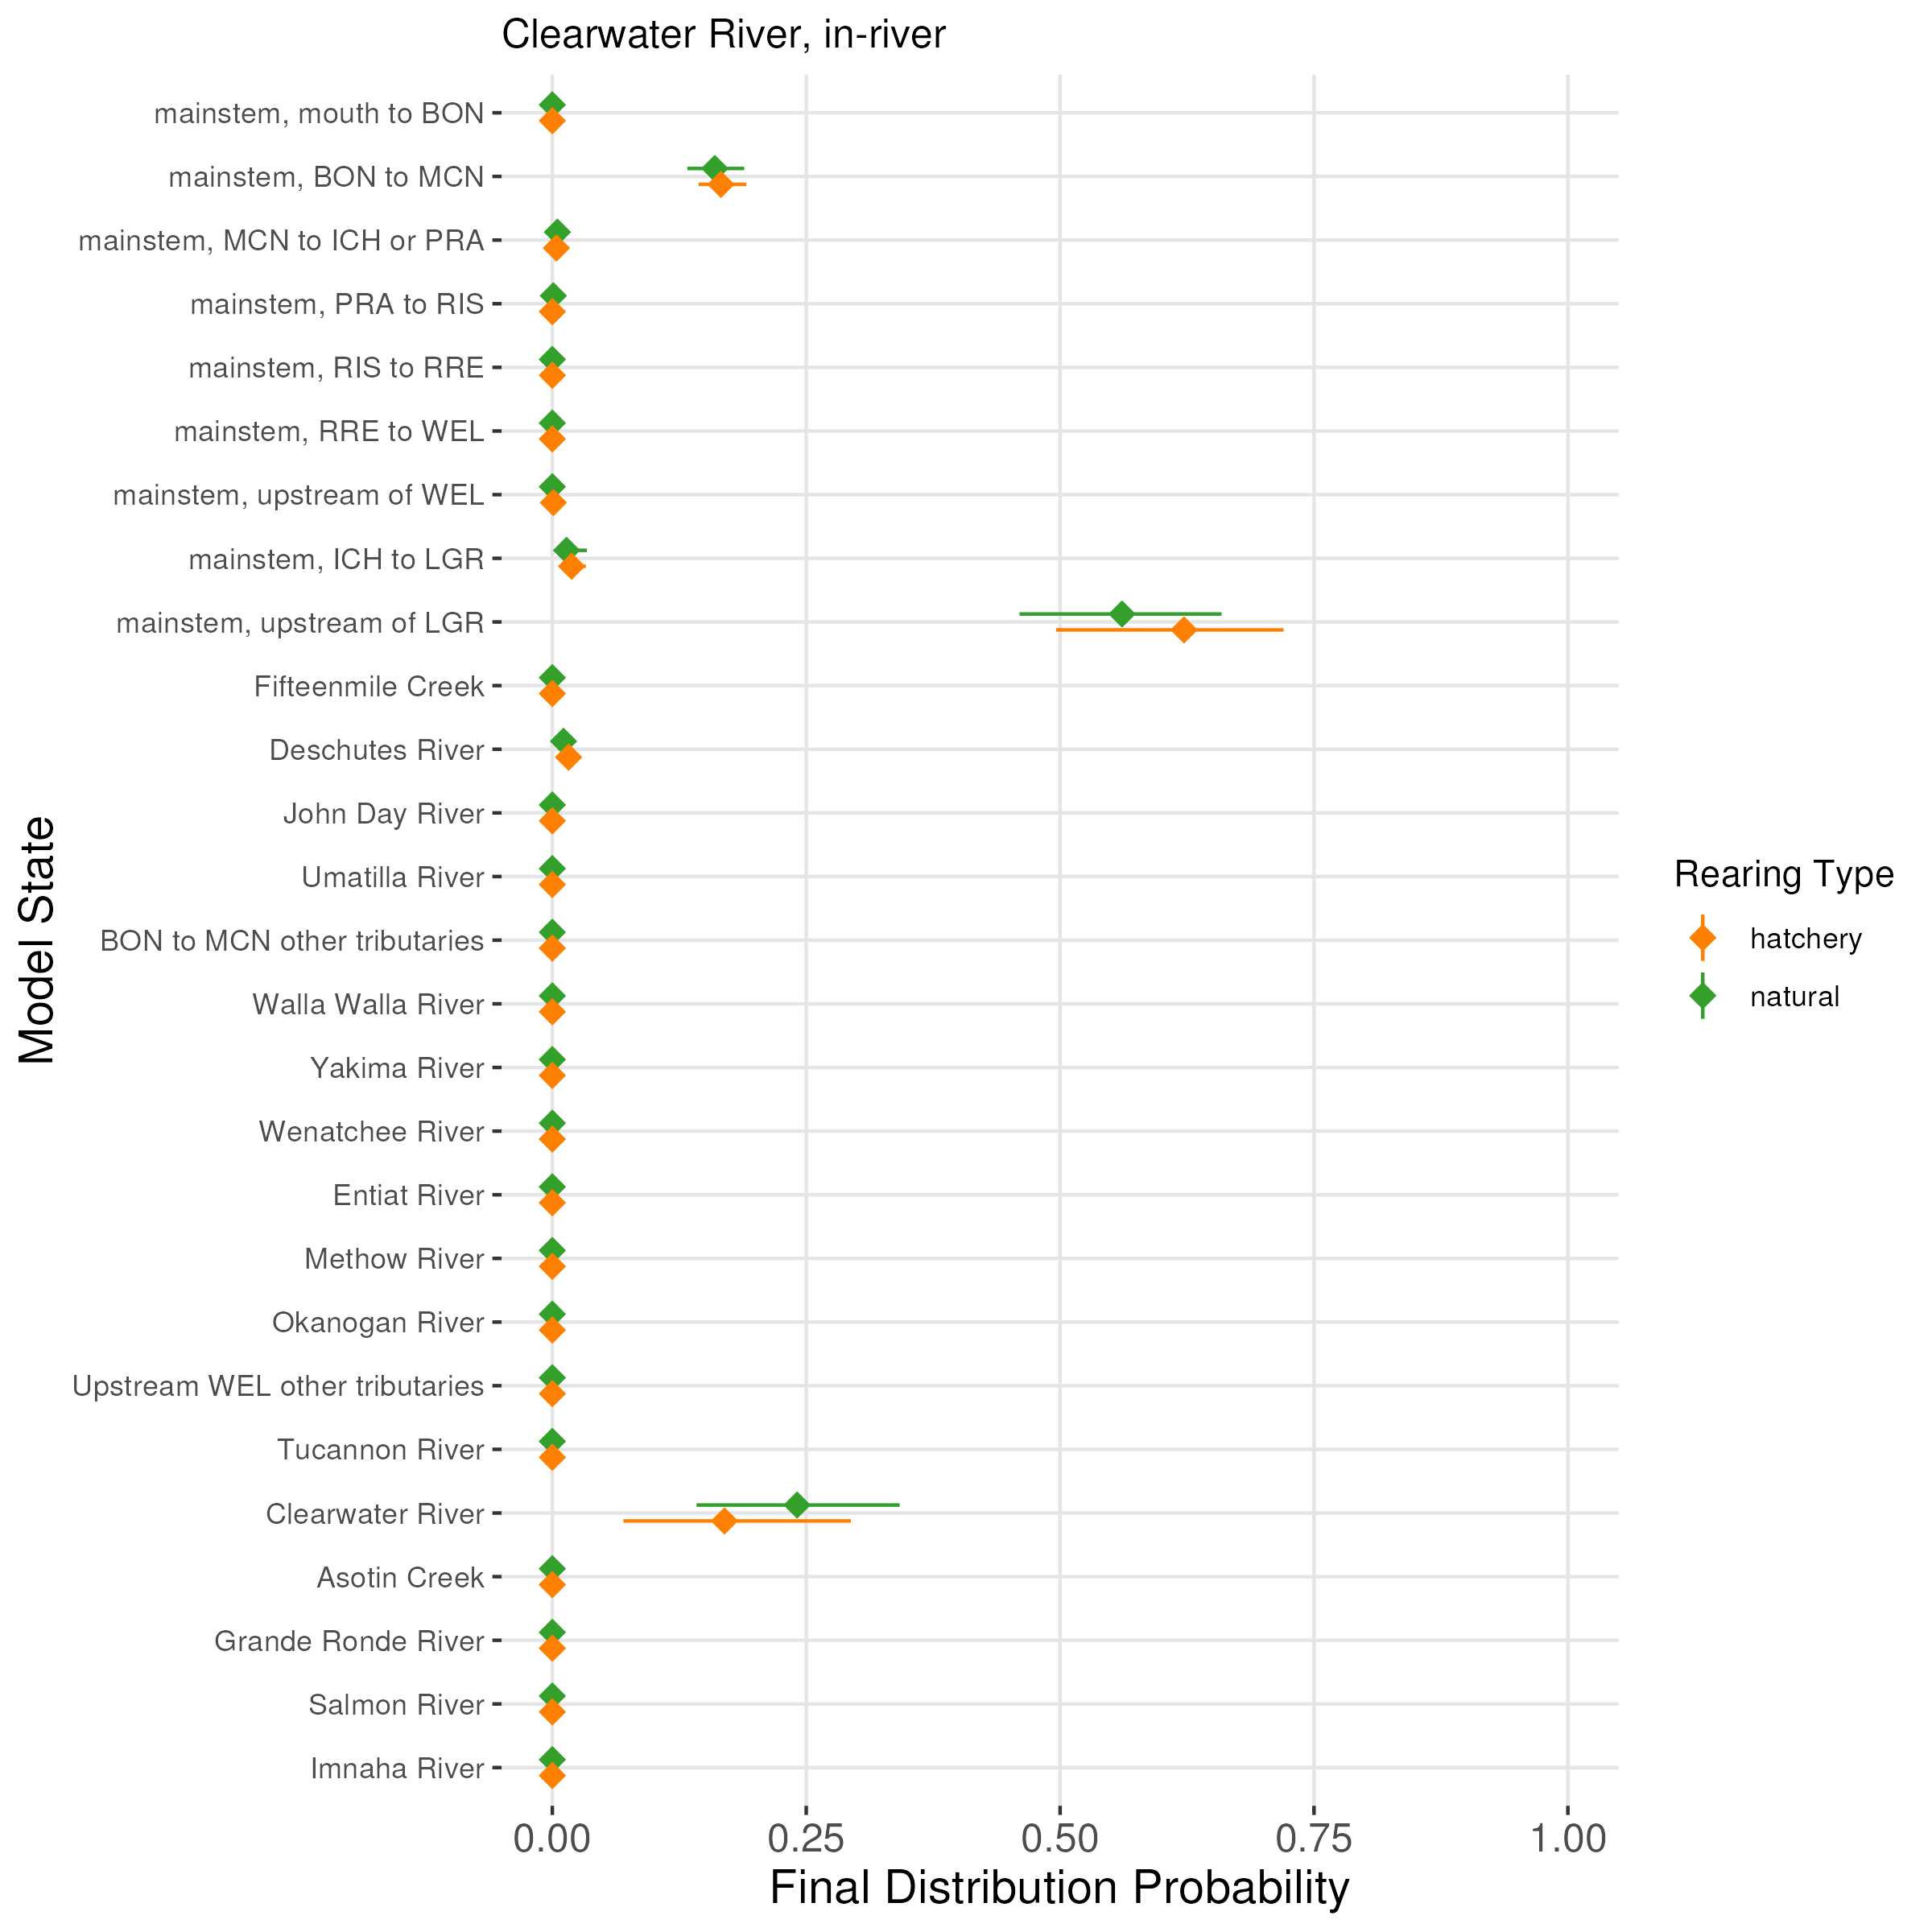 Clearwater River, in-river
mainstem, mouth to BON
mainstem, BON to MCN
mainstem, MCN to ICH or PRA
mainstem, PRA to RIS
mainstem, RIS to RRE
mainstem, RRE to WEL
mainstem, upstream of WEL
mainstem, ICH to LGR
mainstem, upstream of LGR
Fifteenmile Creek
Deschutes River
John Day River
Umatilla River
BON to MCN other tributaries
Walla Walla River
Yakima River
Wenatchee River
Entiat River
Methow River
Okanogan River
Upstream WEL other tributaries
Tucannon River
Clearwater River
Asotin Creek
Grande Ronde River
Salmon River
Imnaha River
Model State
0.00 0.25 0.50 0.75 1.00
Final Distribution Probability
Rearing Type
hatchery
natural